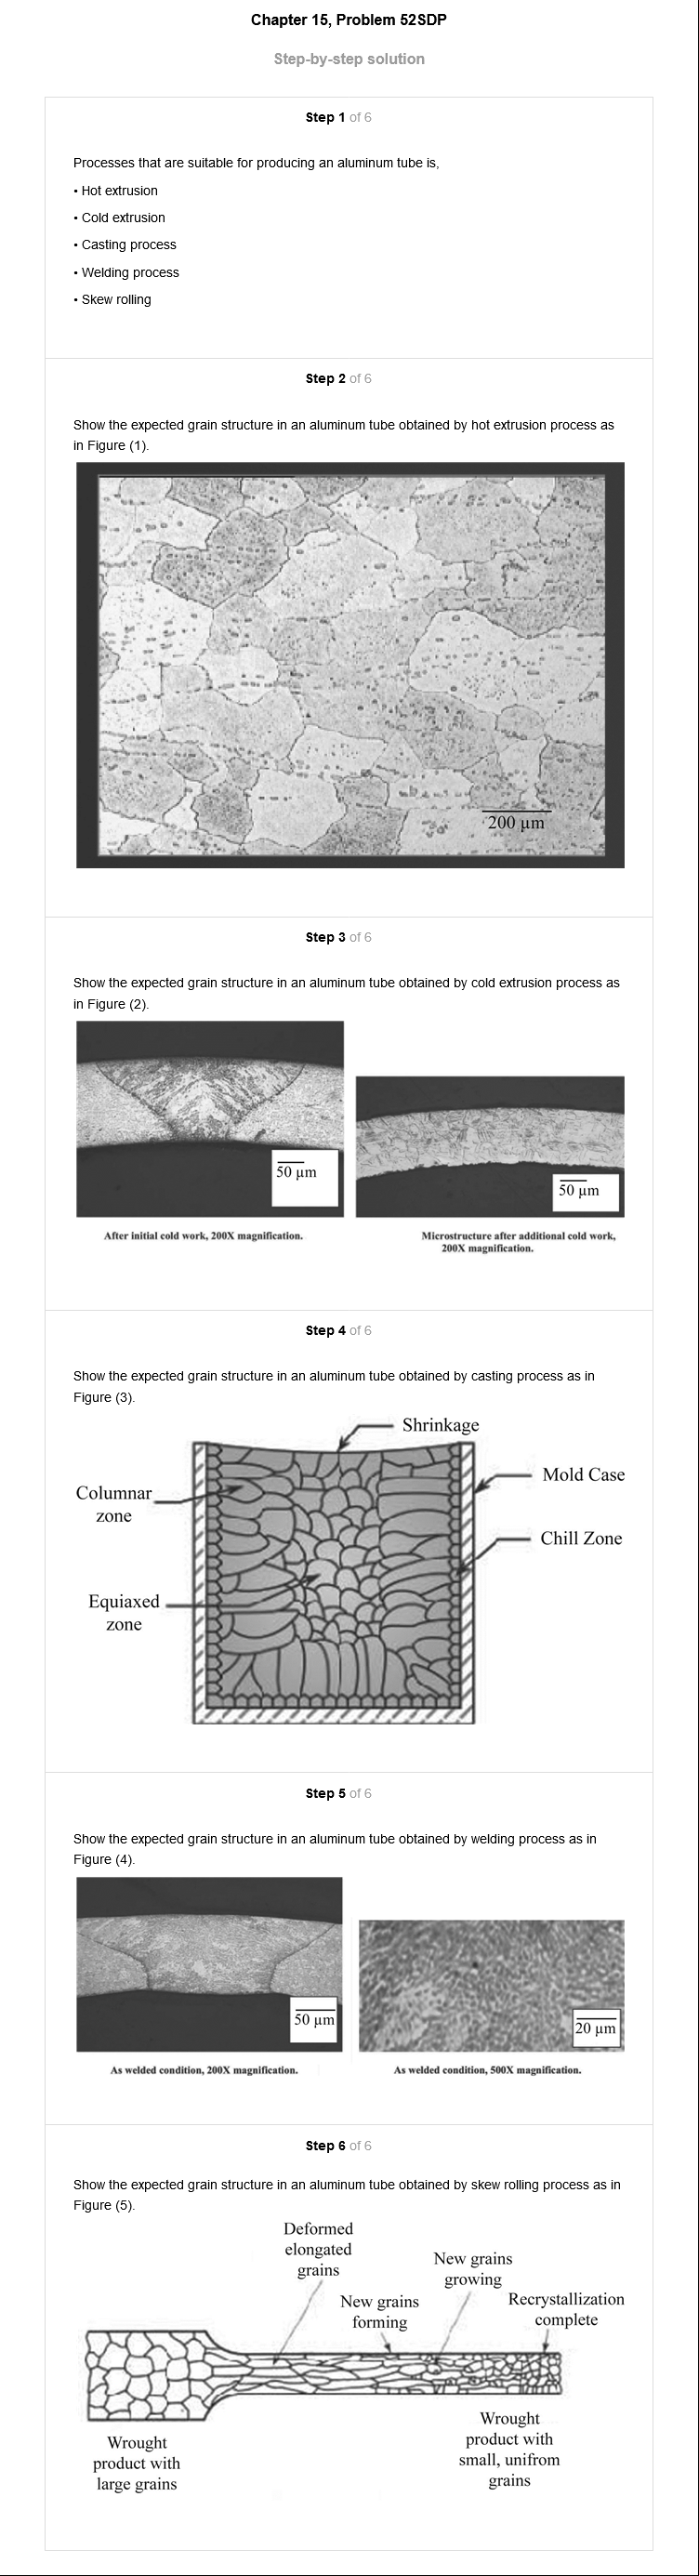 Chapter 15, Problem 52SDP
Step-by-step solution
Step 1 of 6
Processes that are suitable for producing an aluminum tube is,
• Hot extrusion
• Cold extrusion
• Casting process
• Welding process
• Skew rolling
Step 2 of 6
Show the expected grain structure in an aluminum tube obtained by hot extrusion process as
in Figure (1).
200 µm
Step 3 of 6
Show the expected grain structure in an aluminum tube obtained by cold extrusion process as
in Figure (2).
50 µm
50 µm
After initial cold work, 200X magnification.
Microstructure after additional cold work,
200X magnification.
Step 4 of 6
Show the expected grain structure in an aluminum tube obtained by casting process as in
Figure (3).
Shrinkage
Columnar
zone
Mold Case
Chill Zone
Equiaxed
zone
Step 5 of 6
Show the expected grain structure in an aluminum tube obtained by welding process as in
Figure (4).
50 µm
20 µm
As welded condition, 200X magnification.
As welded condition, 500X magnification.
Step 6 of 6
Show the expected grain structure in an aluminum tube obtained by skew rolling process as in
Figure (5).
Deformed
elongated
grains
New grains
forming
New grains
growing
Recrystallization
complete
Wrought
product with
large grains
Wrought
product with
small, unifrom
grains